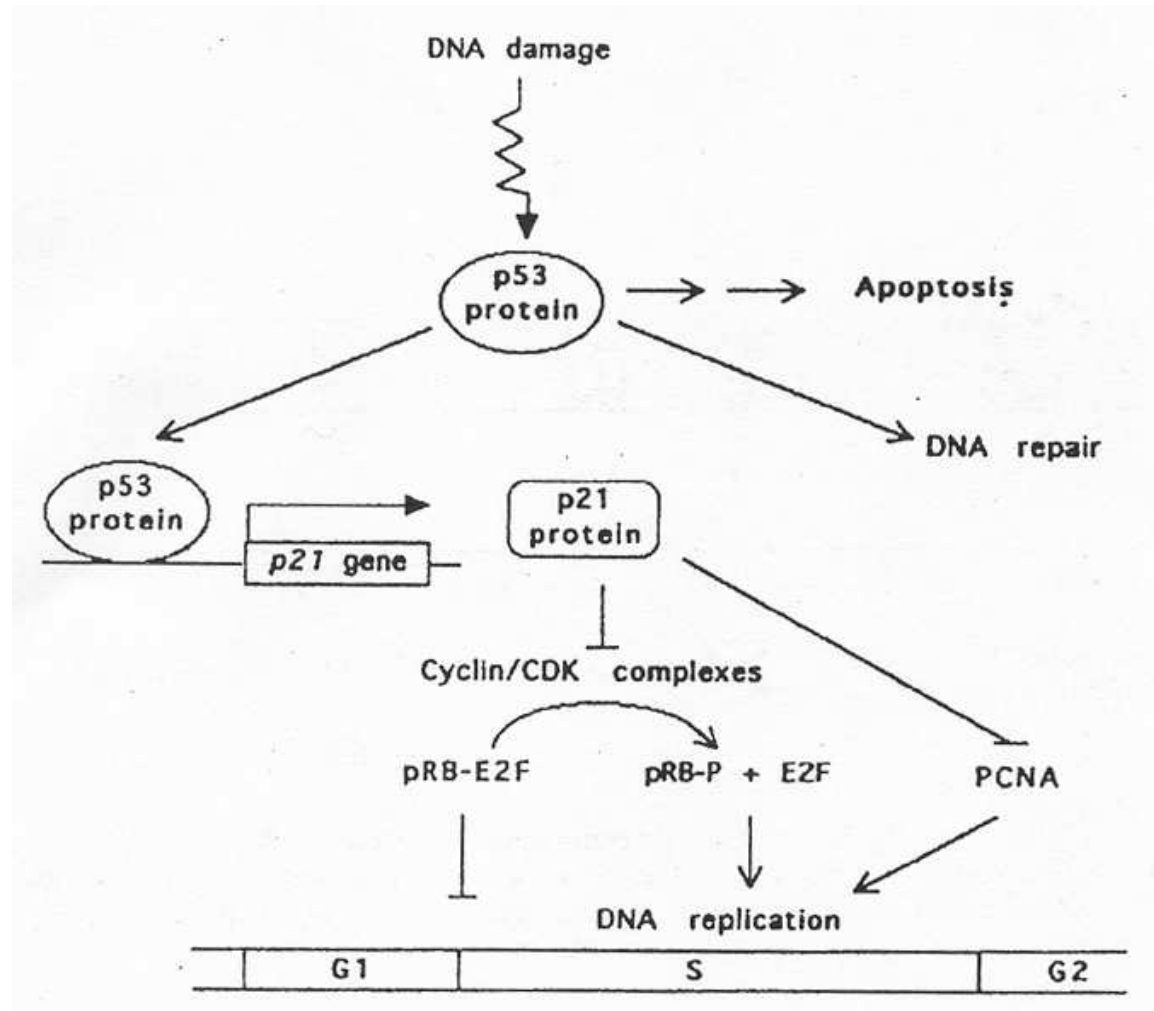 DNA damage
p53
protein
Apoptosis
DNA repair
p53
protein
p21
protein
p21 gene
Cyclin/CDK complexes
pRB-E2F
pRB-P + E2F
PCNA
DNA replication
G1
S
G2